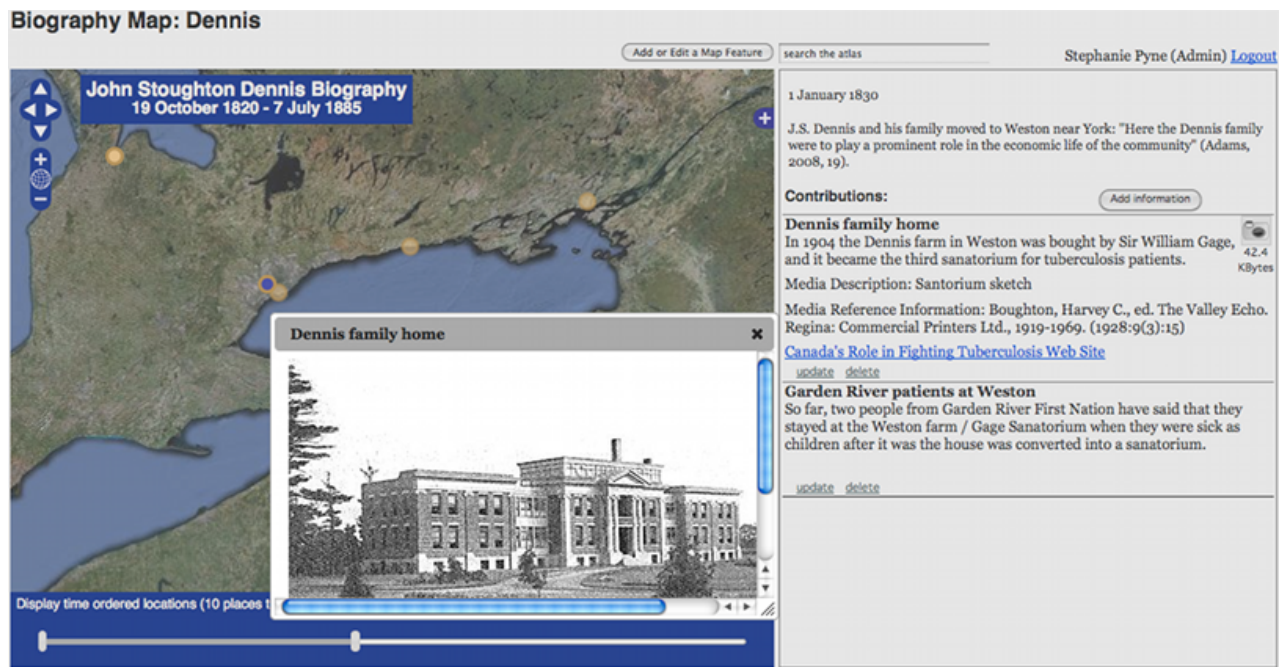 Biography Map: Dennis
Add or Edit a Map Feature
search the atlas
Stephanie Pyne (Admin) Logout
John Stoughton Dennis Biography
19 October 1820 - 7 July 1885
1 January 1830
J.S. Dennis and his family moved to Weston near York: "Here the Dennis family
were to play a prominent role in the economic life of the community" (Adams,
2008, 19).
Contributions:
Add information
Dennis family home
In 1904 the Dennis farm in Weston was bought by Sir William Gage,
and it became the third sanatorium for tuberculosis patients.
42.4
KBytes
Media Description: Santorium sketch
Media Reference Information: Boughton, Harvey C., ed. The Valley Echo.
Regina: Commercial Printers Ltd., 1919-1969. (1928:9(3):15)
Canada's Role in Fighting Tuberculosis Web Site
update delete
Garden River patients at Weston
So far, two people from Garden River First Nation have said that they
stayed at the Weston farm / Gage Sanatorium when they were sick as
children after it was the house was converted into a sanatorium.
update delete
Dennis family home
Display time ordered locations (10 places t